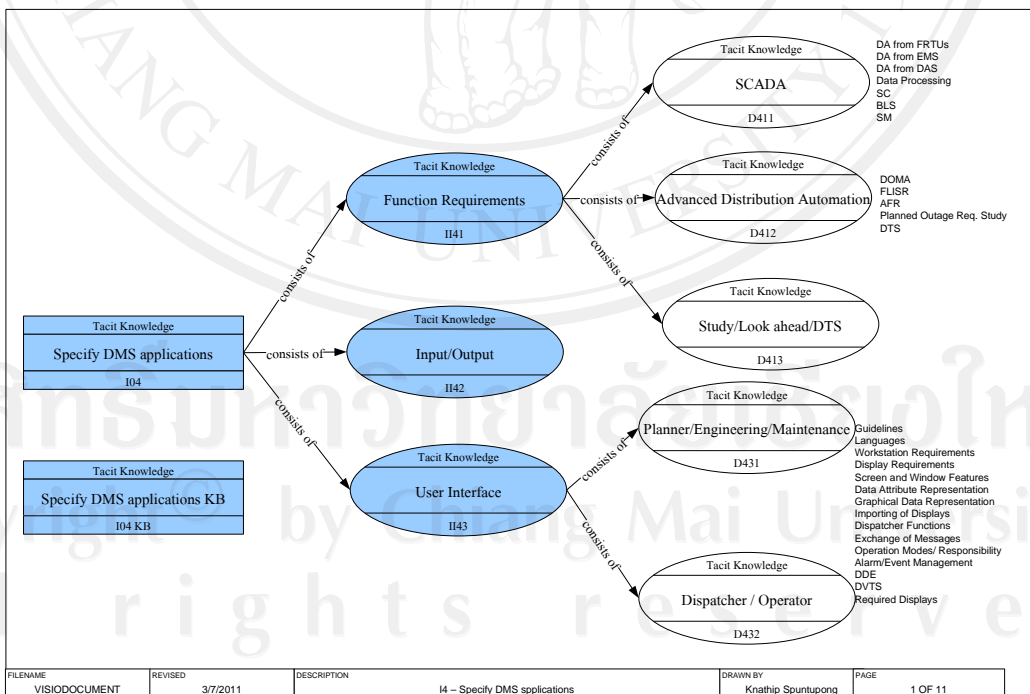 Tacit Knowledge
SCADA
D411
DA from FRTUs
DA from EMS
DA from DAS
Data Processing
SC
BLS
SM
consists of
Tacit Knowledge
Function Requirements
II41
consists of
Tacit Knowledge
Advanced Distribution Automation
D412
DOMA
FLISR
AFR
Planned Outage Req. Study
DTS
consists of
consists of
Tacit Knowledge
Study/Look ahead/DTS
D413
Tacit Knowledge
Specify DMS applications
I04
consists of
Tacit Knowledge
Input/Output
II42
consists of
Tacit Knowledge
Planner/Engineering/Maintenance
D431
consists of
Guidelines
Languages
Workstation Requirements
Display Requirements
Screen and Window Features
Data Attribute Representation
Graphical Data Representation
Importing of Displays
Dispatcher Functions
Exchange of Messages
Operation Modes/ Responsibility
Alarm/Event Management
DDE
DVTS
Required Displays
Tacit Knowledge
Specify DMS applications KB
I04 KB
Tacit Knowledge
User Interface
II43
consists of
Tacit Knowledge
Dispatcher / Operator
D432
by Chiang Mai Universi
rights reserve
FILENAME
VISIODOCUMENT
REVISED
3/7/2011
DESCRIPTION
I4 – Specify DMS spplications
DRAWN BY
Knathip Spuntupong
PAGE
1 OF 11